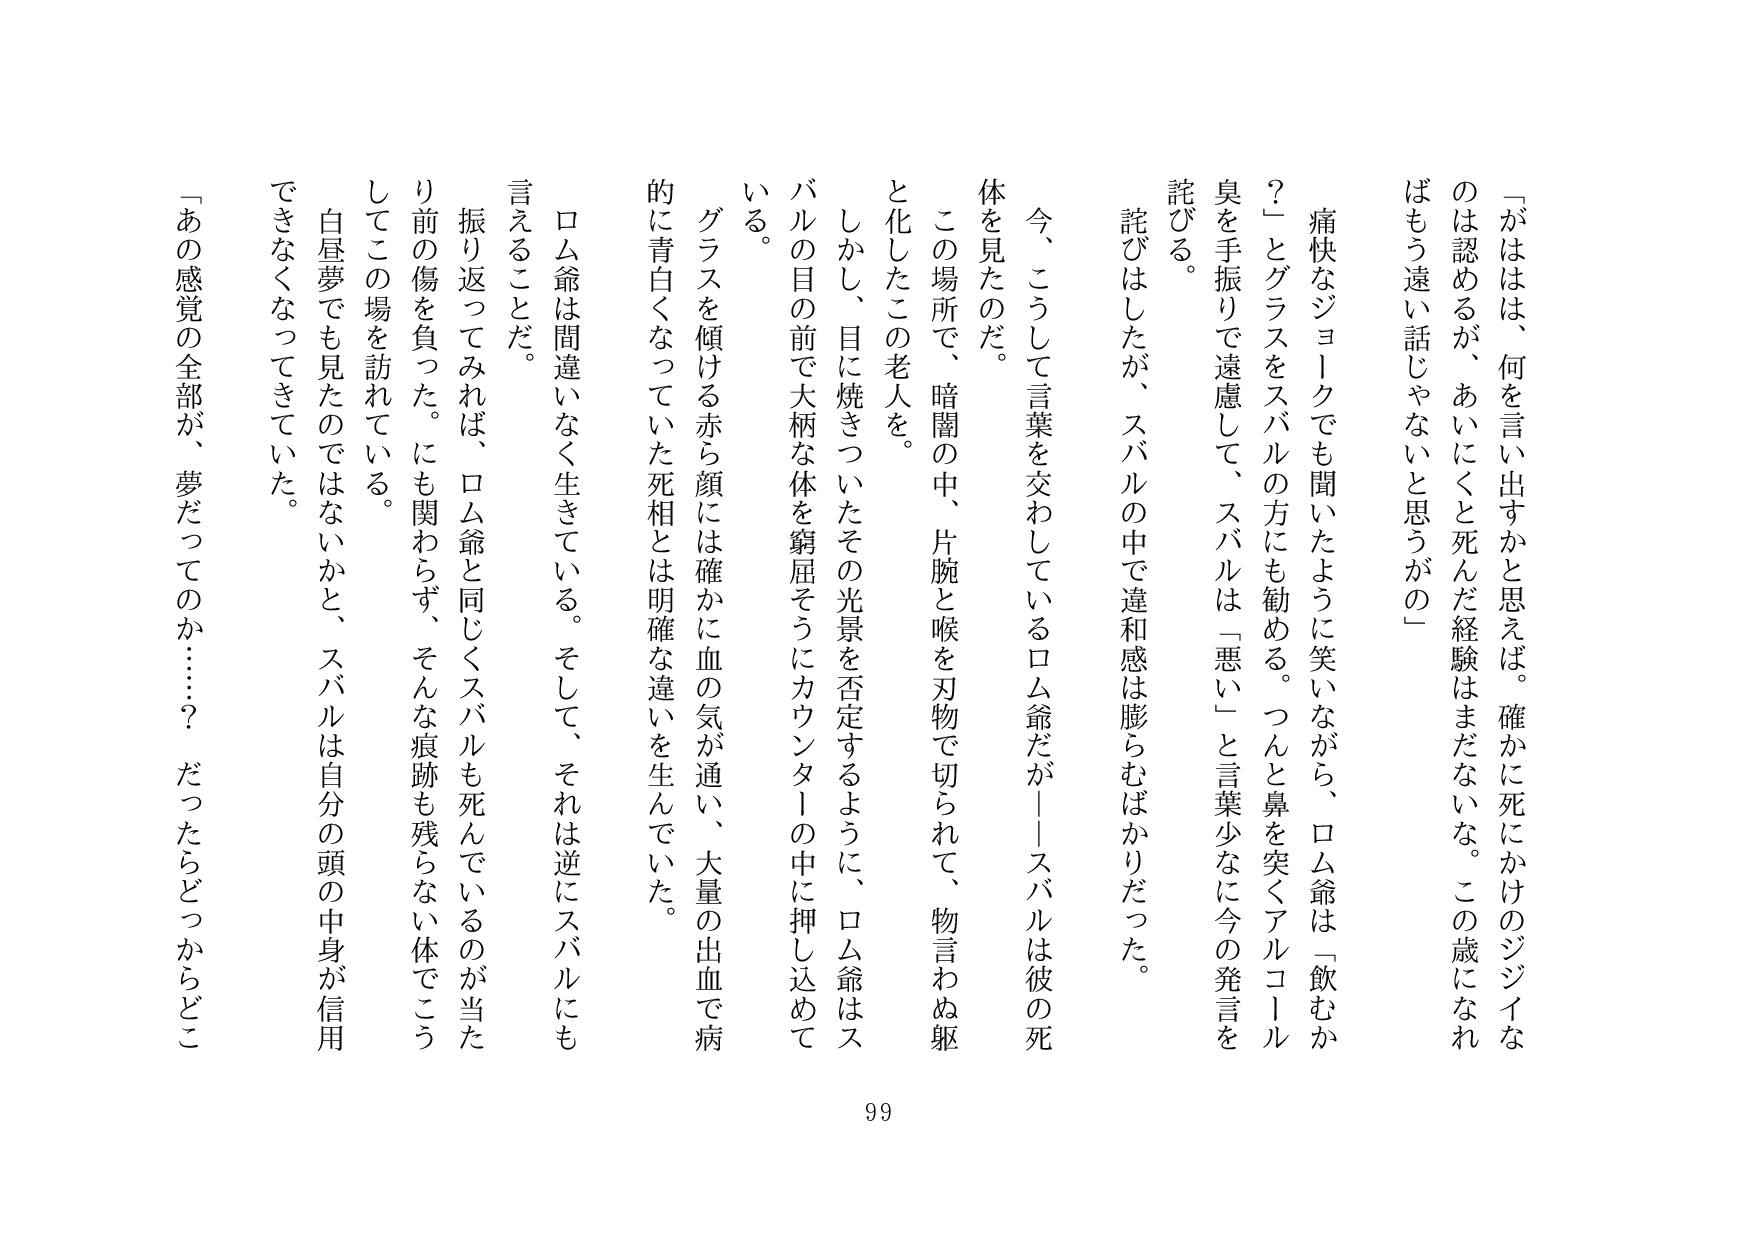 「がははは、何を言い出すかと思えば。確かに死にかけのジジイな
のは認めるが、あいにくと死んだ経験はまだないな。この歳になれ
ばもう遠い話じゃないと思うがの」
　痛快なジョークでも聞いたように笑いながら、ロム爺は「飲むか
？」とグラスをスバルの方にも勧める。つんと鼻を突くアルコール
臭を手振りで遠慮して、スバルは「悪い」と言葉少なに今の発言を
詫びる。
　詫びはしたが、スバルの中で違和感は膨らむばかりだった。
　今、こうして言葉を交わしているロム爺だが――スバルは彼の死
体を見たのだ。
　この場所で、暗闇の中、片腕と喉を刃物で切られて、物言わぬ躯
と化したこの老人を。
　しかし、目に焼きついたその光景を否定するように、ロム爺はス
バルの目の前で大柄な体を窮屈そうにカウンターの中に押し込めて
いる。
　グラスを傾ける赤ら顔には確かに血の気が通い、大量の出血で病
的に青白くなっていた死相とは明確な違いを生んでいた。
　ロム爺は間違いなく生きている。そして、それは逆にスバルにも
言えることだ。
　振り返ってみれば、ロム爺と同じくスバルも死んでいるのが当た
り前の傷を負った。にも関わらず、そんな痕跡も残らない体でこう
してこの場を訪れている。
　白昼夢でも見たのではないかと、スバルは自分の頭の中身が信用
できなくなってきていた。
「あの感覚の全部が、夢だってのか……？　だったらどっからどこ
99